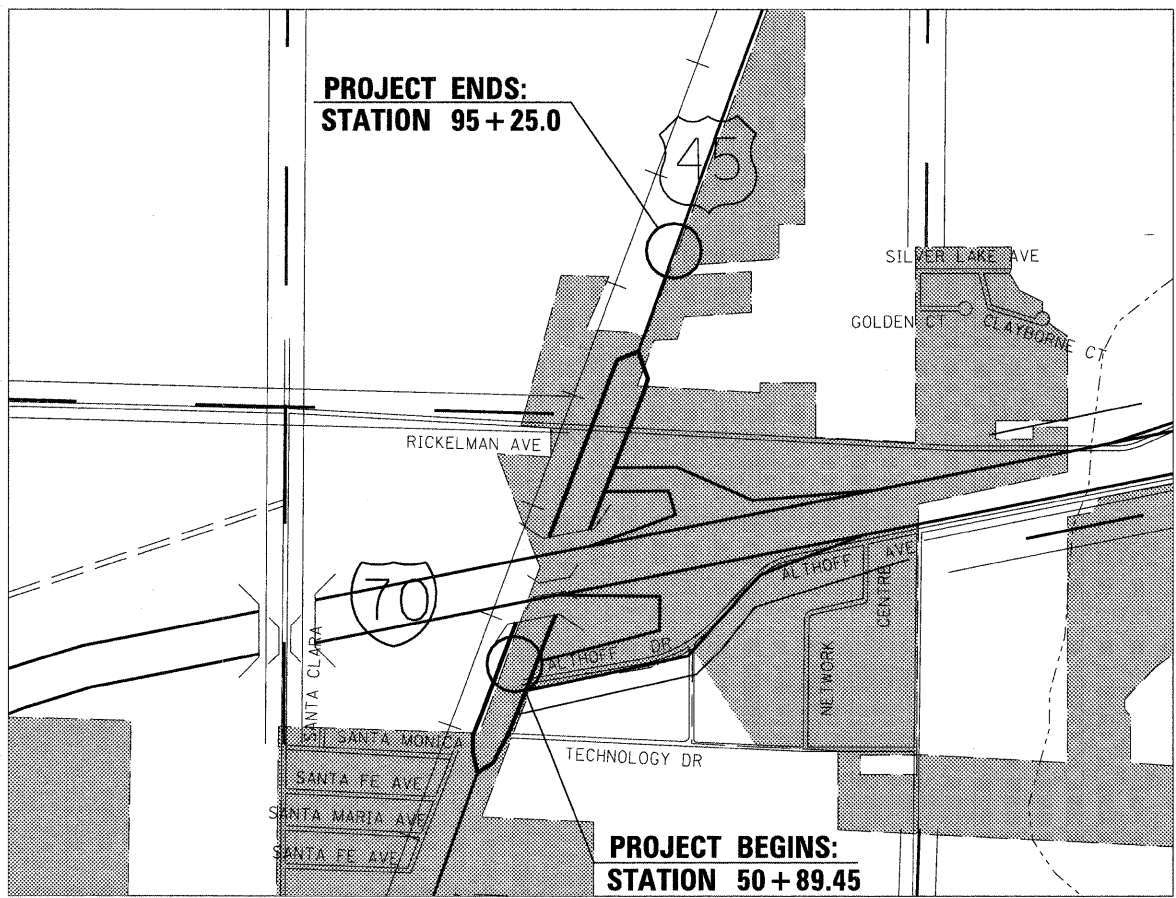 PROJECT ENDS:
STATION 95+25.0
45
SILVER LAKE AVE
GOLDEN CT
CLAYBORNE CT
RICKELMAN AVE
70
ALTHOFF AVE
CENTRE
NETWORK
ALTHOFF DR
SANTA CLARA
SANTA MONICA
TECHNOLOGY DR
SANTA FE AVE
SANTA MARIA AVE
SANTA FE AVE
PROJECT BEGINS:
STATION 50+89.45